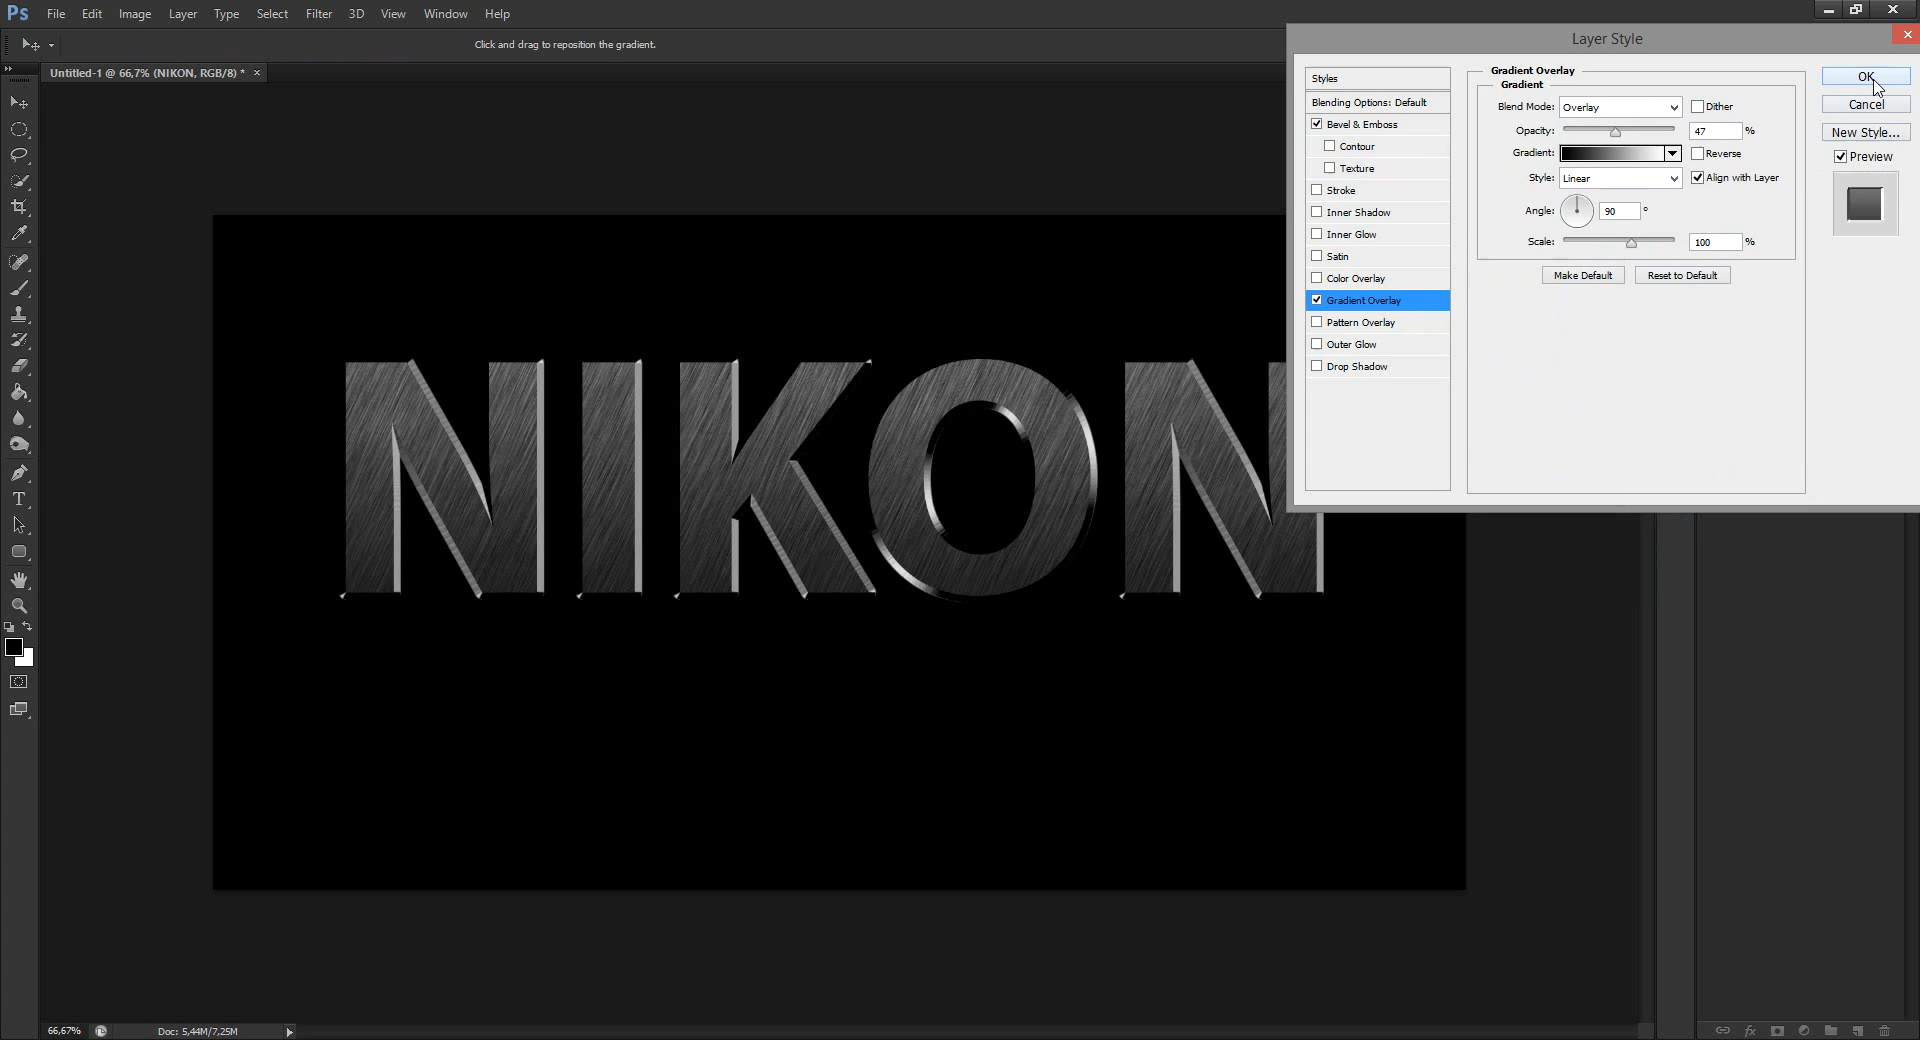 Ps File Edit Image Layer Type Select Filter 3D View Window Help
Click and drag to reposition the gradient.
Untitled-1 @ 66,7% (NIKON, RGB/8) * ×
Layer Style
Styles
Blending Options: Default
Bevel & Emboss
Contour
Texture
Stroke
Inner Shadow
Inner Glow
Satin
Color Overlay
Gradient Overlay
Pattern Overlay
Outer Glow
Drop Shadow
Gradient Overlay
Gradient
Blend Mode: Overlay Dither
Opacity: 47 %
Gradient: Reverse
Style: Linear Align with Layer
Angle: 90 °
Scale: 100 %
Make Default Reset to Default
OK
Cancel
New Style...
Preview
NIKON
T
66,67% Doc: 5,44M/7,25M
fx